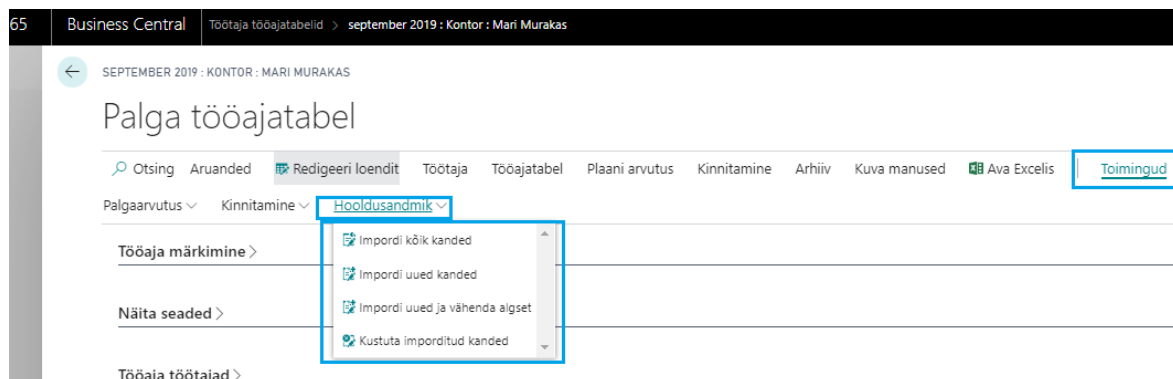 65 Business Central Töötaja tööajatabelid > september 2019 : Kontor : Mari Murakas
SEPTEMBER 2019 : KONTOR : MARI MURAKAS
Palga tööajatabel
Otsing Aruanded Redigeeri loendit Töötaja Tööajatabel Plaani arvutus Kinnitamine Arhiiv Kuva manused Ava Excelis | Toimingud
Palgaarvutus Kinnitamine Hooldusandmik
Impordi kõik kanded
Tööaja märkimine >
Impordi uued kanded
Impordi uued ja vähenda algset
Näita seaded >
Kustuta imporditud kanded
Tööaja töötajad >